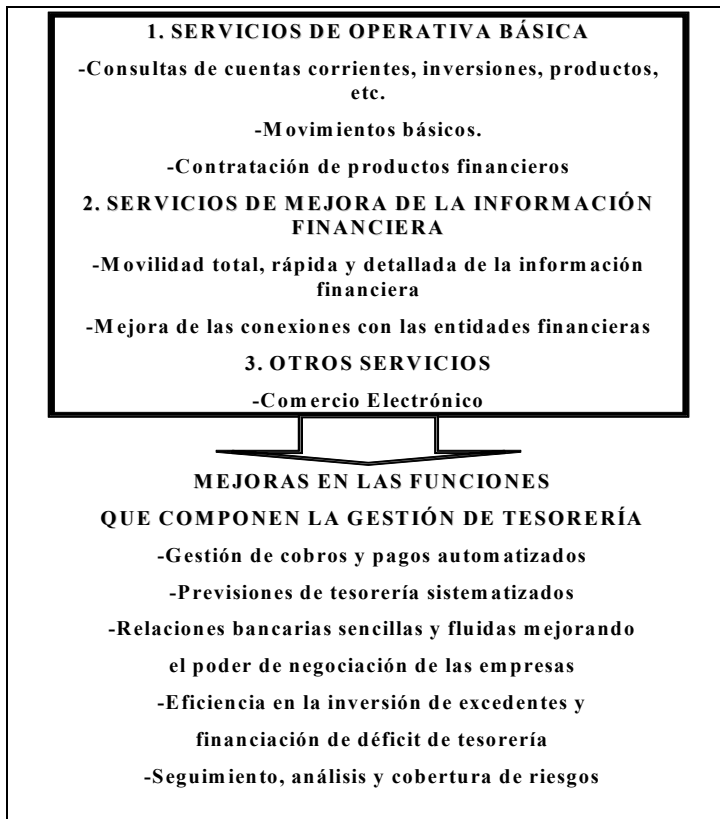 1. SERVICIOS DE OPERATIVA BÁSICA
-Consultas de cuentas corrientes, inversiones, productos,
etc.
-Movimientos básicos.
-Contratación de productos financieros
2. SERVICIOS DE MEJORA DE LA INFORMACIÓN
FINANCIERA
-Movilidad total, rápida y detallada de la información
financiera
-Mejora de las conexiones con las entidades financieras
3. OTROS SERVICIOS
-Comercio Electrónico
MEJORAS EN LAS FUNCIONES
QUE COMPONEN LA GESTIÓN DE TESORERÍA
-Gestión de cobros y pagos automatizados
-Previsiones de tesorería sistematizados
-Relaciones bancarias sencillas y fluidas mejorando
el poder de negociación de las empresas
-Eficiencia en la inversión de excedentes y
financiación de déficit de tesorería
-Seguimiento, análisis y cobertura de riesgos